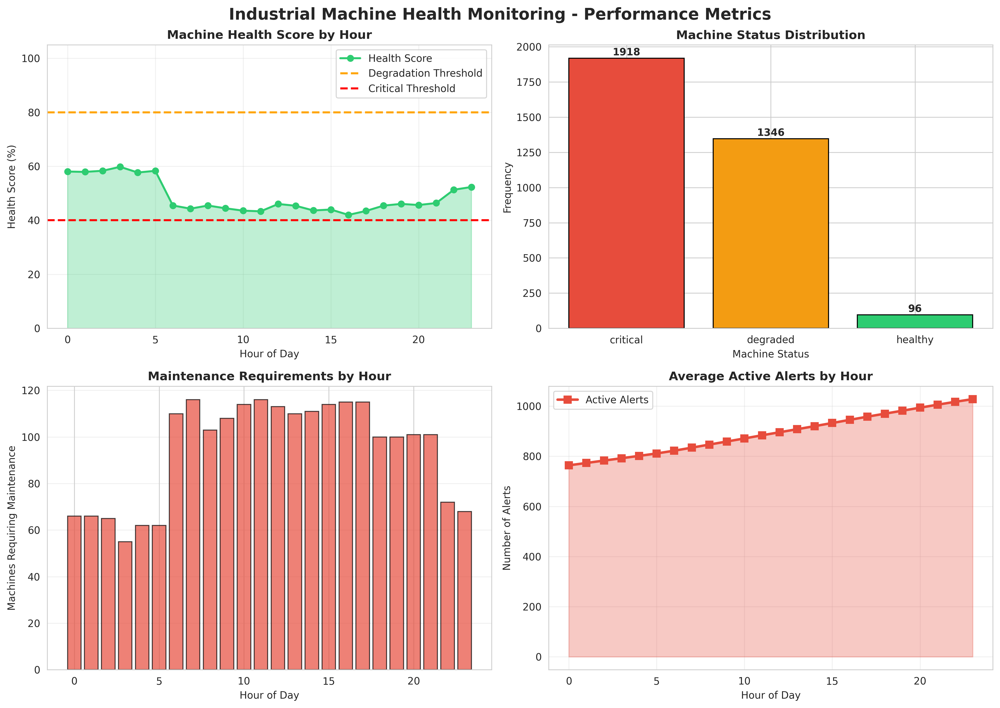 Industrial Machine Health Monitoring - Performance Metrics
Machine Health Score by Hour
Health Score (%)
100
80
60
40
20
0
Health Score
Degradation Threshold
Critical Threshold
0 5 10 15 20
Hour of Day
Machine Status Distribution
Frequency
2000
1750
1500
1250
1000
750
500
250
0
1918
1346
96
critical degraded healthy
Machine Status
Maintenance Requirements by Hour
Machines Requiring Maintenance
120
100
80
60
40
20
0
0 5 10 15 20
Hour of Day
Average Active Alerts by Hour
Number of Alerts
1000
800
600
400
200
0
Active Alerts
0 5 10 15 20
Hour of Day